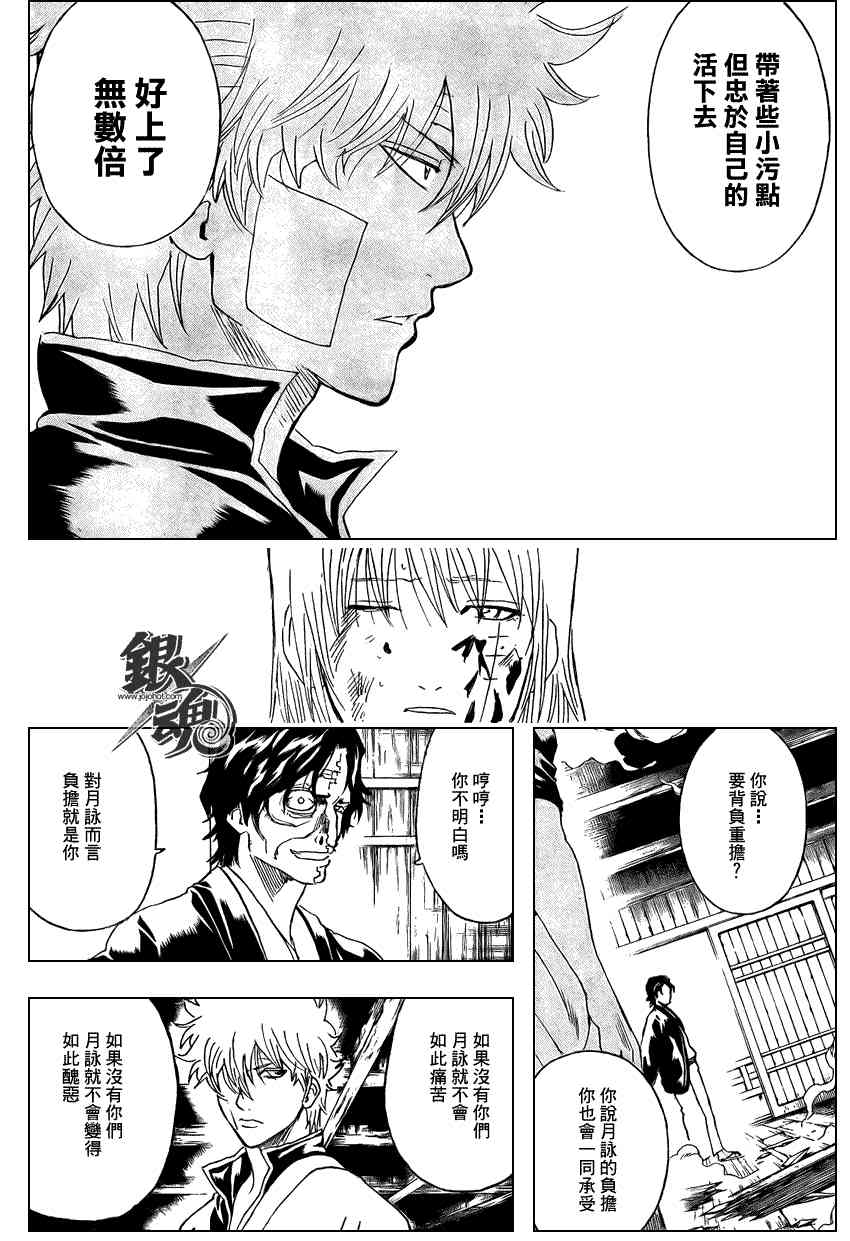 帶著些小污點
但忠於自己的
活下去
好上了
無數倍
銀魂
www.jojohot.com
你說…
要背負重擔？
你說月詠的負擔
你也會一同承受
哼哼…
你不明白嗎
對月詠而言
負擔就是你
如果沒有你們
月詠就不會
如此痛苦
如果沒有你們
月詠就不會變得
如此醜惡